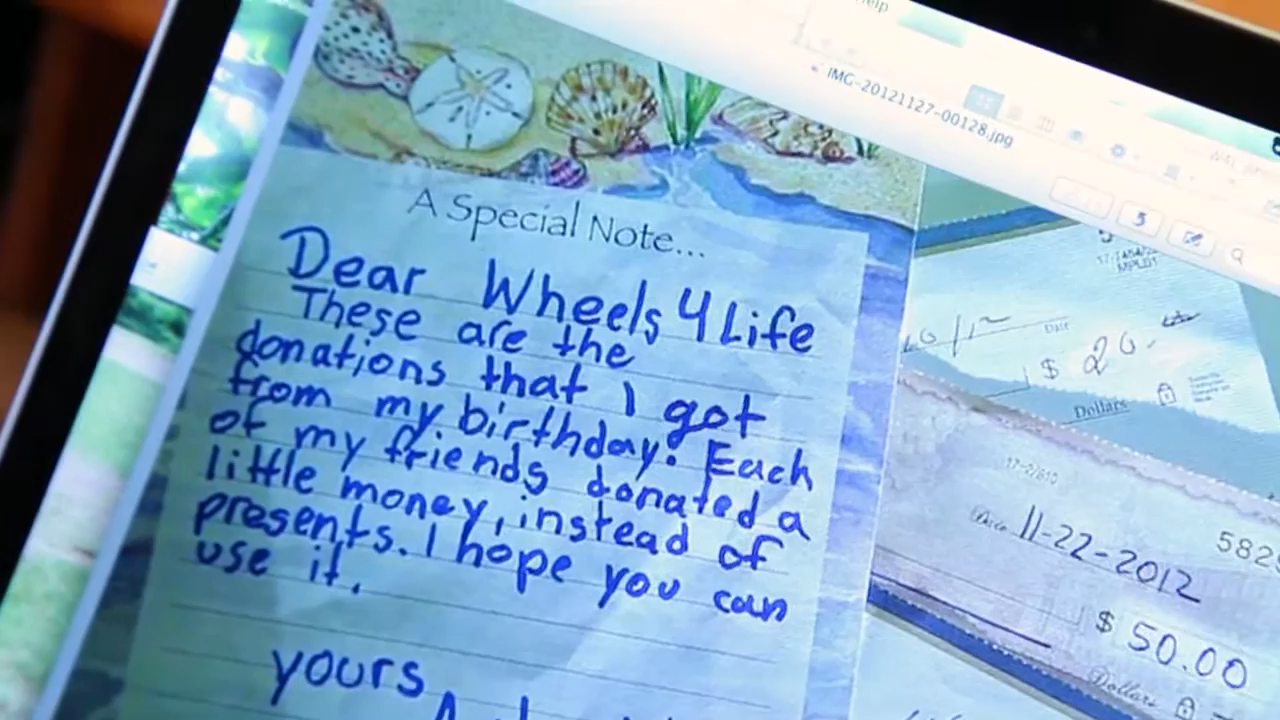 IMG-20121127-00128.jpg
A Special Note...
Dear Wheels 4 Life
These are the
donations that I got
from my birthday. Each
of my friends donated a
little money, instead of
presents. I hope you can
use it.
yours
Date
$ 20.
Dollars
17-2/910
582
Date 11-22-2012
$ 50.00
Dollars